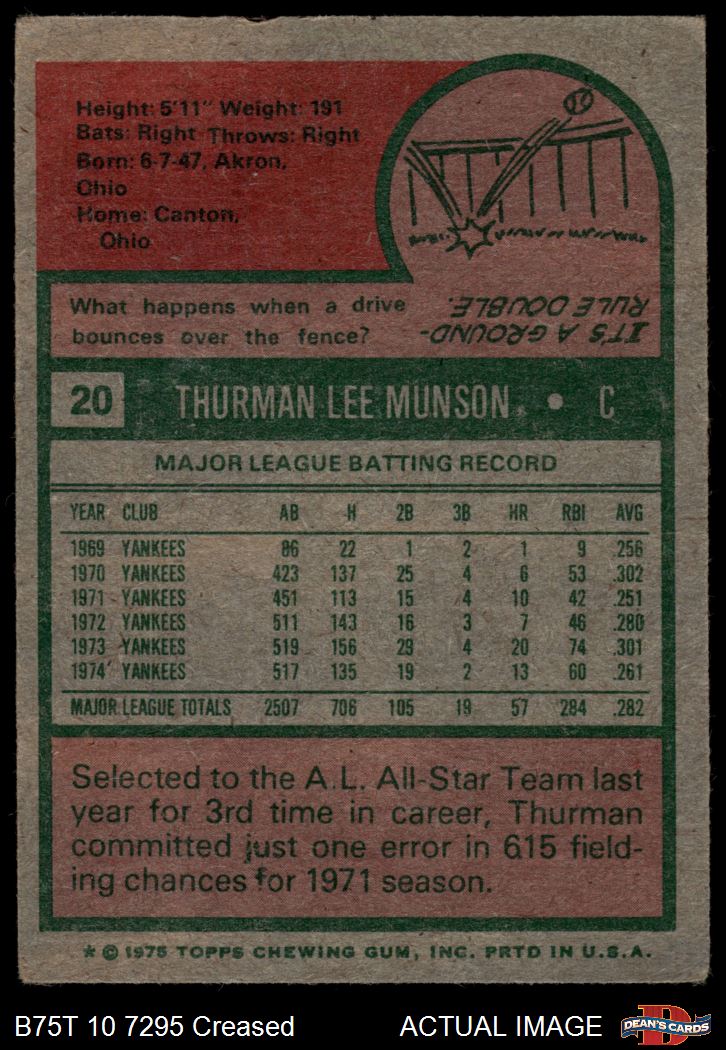 Height: 5'11" Weight: 191
Bats: Right Throws: Right
Born: 6-7-47, Akron,
Ohio
Home: Canton,
Ohio
What happens when a drive
bounces over the fence?
IT'S A GROUND-
RULE DOUBLE.
20 THURMAN LEE MUNSON • C
MAJOR LEAGUE BATTING RECORD
YEAR CLUB AB H 2B 3B HR RBI AVG
1969 YANKEES 86 22 1 2 1 9 .256
1970 YANKEES 423 137 25 4 6 53 .302
1971 YANKEES 451 113 15 4 10 42 .251
1972 YANKEES 511 143 16 3 7 46 .280
1973 YANKEES 519 156 29 4 20 74 .301
1974 YANKEES 517 135 19 2 13 60 .261
MAJOR LEAGUE TOTALS 2507 706 105 19 57 284 .282
Selected to the A.L. All-Star Team last
year for 3rd time in career, Thurman
committed just one error in 615 field-
ing chances for 1971 season.
* © 1975 TOPPS CHEWING GUM, INC. PRTD IN U.S.A.
B75T 10 7295 Creased ACTUAL IMAGE
D
DEAN'S CARDS